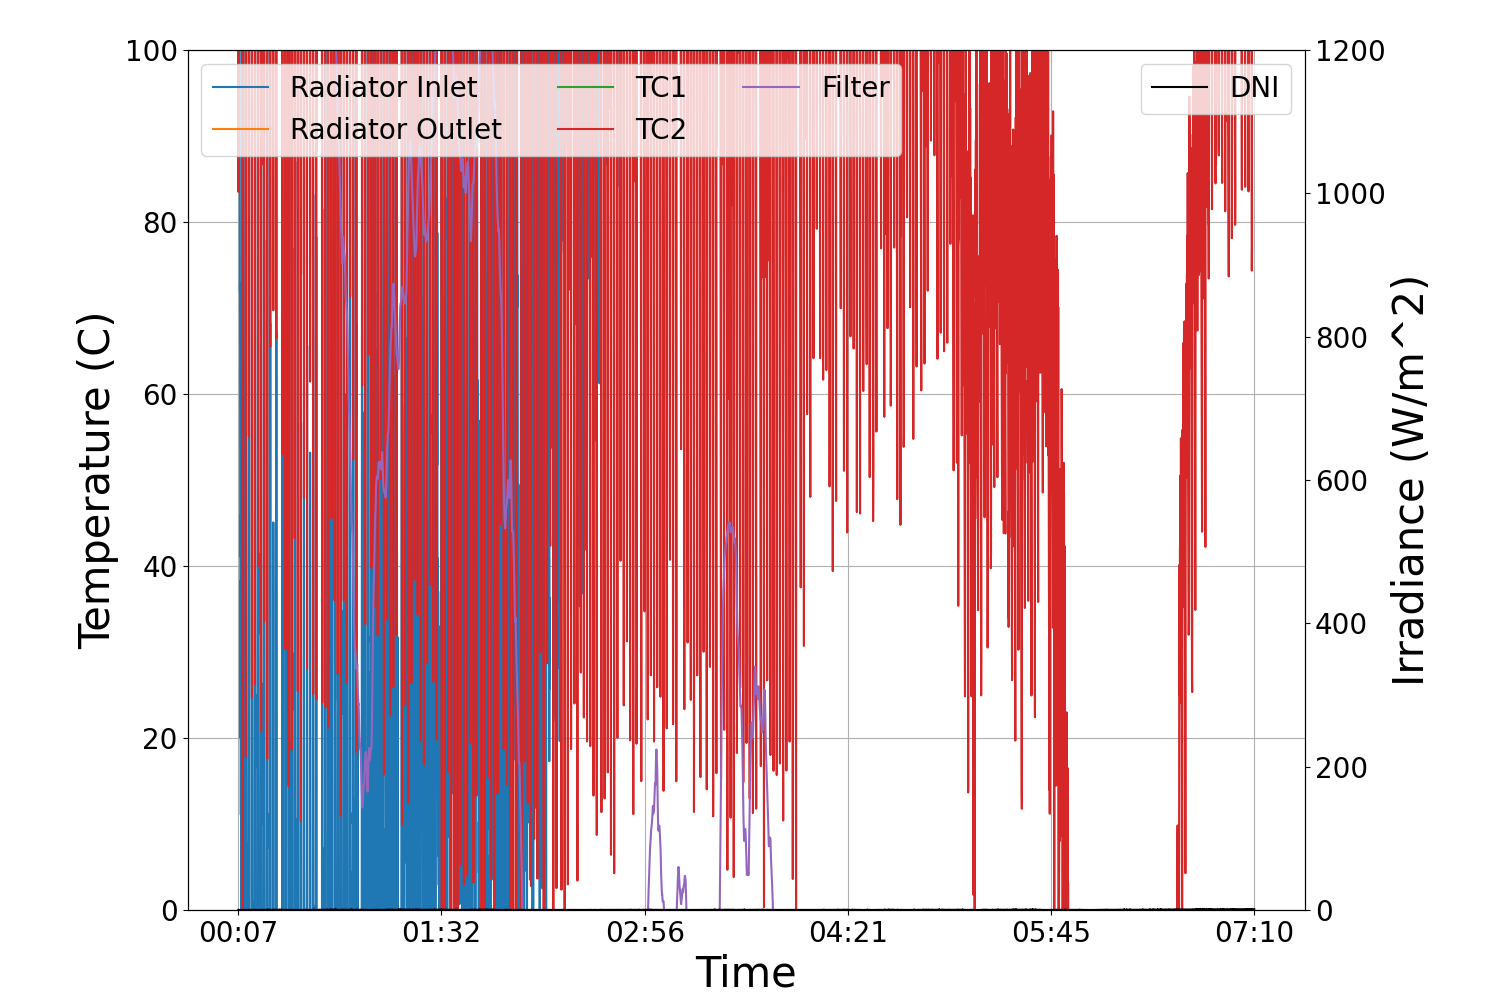 100
80
60
40
20
0
Temperature (C)
Radiator Inlet
Radiator Outlet
TC1
TC2
Filter
DNI
1200
1000
800
600
400
200
0
Irradiance (W/m^2)
00:07 01:32 02:56 04:21 05:45 07:10
Time